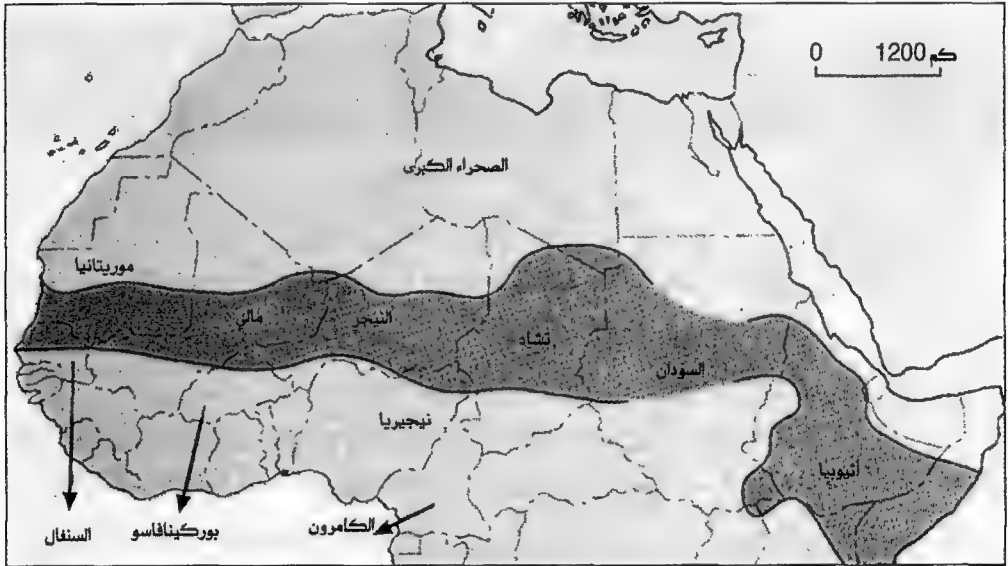 0 1200 كم
الصحراء الكبرى
موريتانيا
مالي
النيجر
تشاد
السودان
نيجيريا
أثيوبيا
السنغال
بوركينافاسو
الكامرون